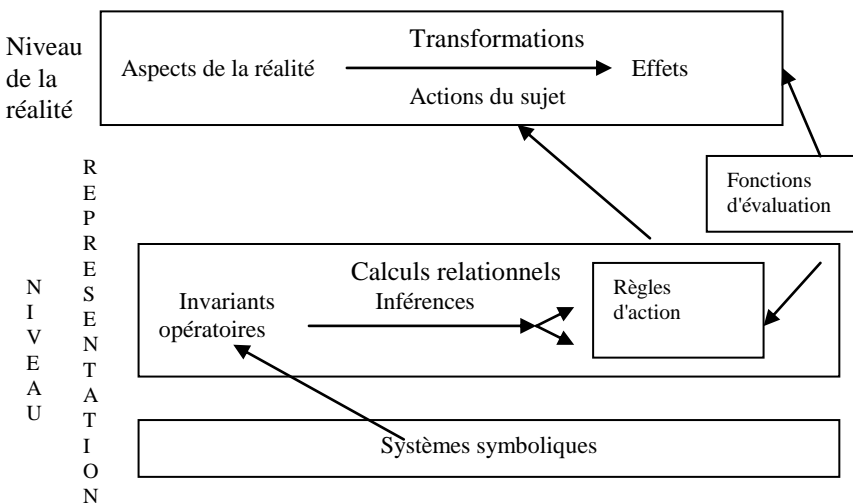 Niveau
de la
réalité
Transformations
Aspects de la réalité
Effets
Actions du sujet
Fonctions
d'évaluation
REPRESENTATION
NIVEAU
Calculs relationnels
Invariants
opératoires
Inférences
Règles
d'action
Systèmes symboliques